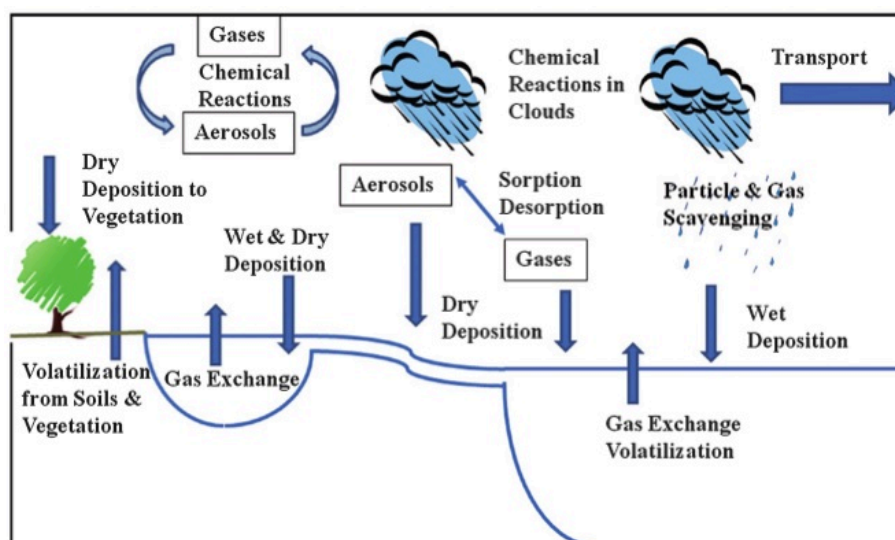 Gases
Chemical
Reactions
Aerosols
Chemical
Reactions in
Clouds
Transport
Dry
Deposition to
Vegetation
Aerosols
Sorption
Desorption
Particle & Gas
Scavenging
Wet & Dry
Deposition
Gases
Dry
Deposition
Wet
Deposition
Volatilization
from Soils &
Vegetation
Gas Exchange
Gas Exchange
Volatilization